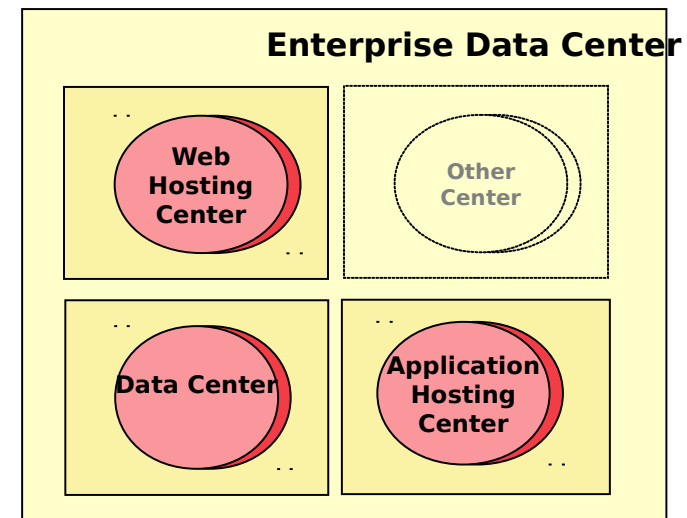 Enterprise Data Center
Web
Hosting
Center
Other
Center
Data Center
Application
Hosting
Center